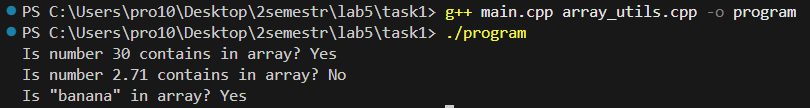 PS C:\Users\pro10\Desktop\2semestr\lab5\task1> g++ main.cpp array_utils.cpp -o program
PS C:\Users\pro10\Desktop\2semestr\lab5\task1> ./program
Is number 30 contains in array? Yes
Is number 2.71 contains in array? No
Is "banana" in array? Yes